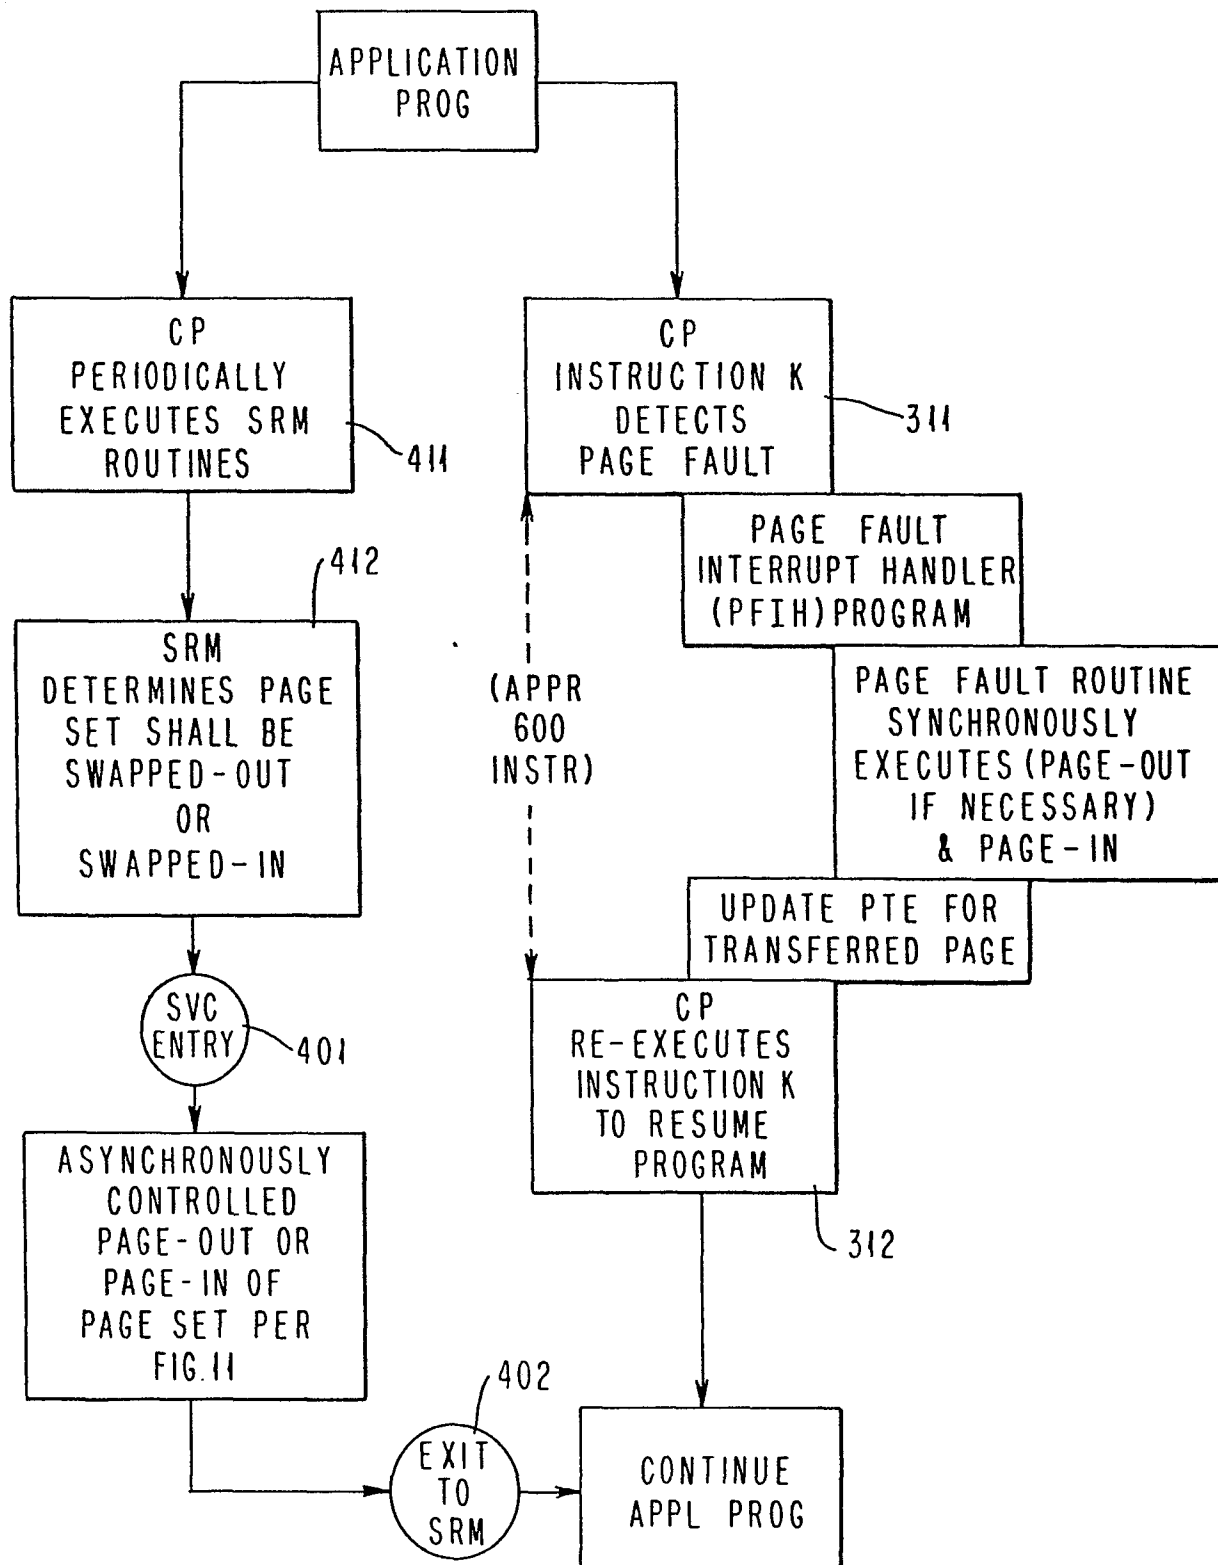 APPLICATION
PROG
CP
PERIODICALLY
EXECUTES SRM
ROUTINES
411
SRM
DETERMINES PAGE
SET SHALL BE
SWAPPED-OUT
OR
SWAPPED-IN
412
SVC
ENTRY
401
ASYNCHRONOUSLY
CONTROLLED
PAGE-OUT OR
PAGE-IN OF
PAGE SET PER
FIG.11
EXIT
TO
SRM
402
CP
INSTRUCTION K
DETECTS
PAGE FAULT
311
PAGE FAULT
INTERRUPT HANDLER
(PFIH)PROGRAM
(APPR
600
INSTR)
PAGE FAULT ROUTINE
SYNCHRONOUSLY
EXECUTES(PAGE-OUT
IF NECESSARY)
& PAGE-IN
UPDATE PTE FOR
TRANSFERRED PAGE
CP
RE-EXECUTES
INSTRUCTION K
TO RESUME
PROGRAM
312
CONTINUE
APPL PROG